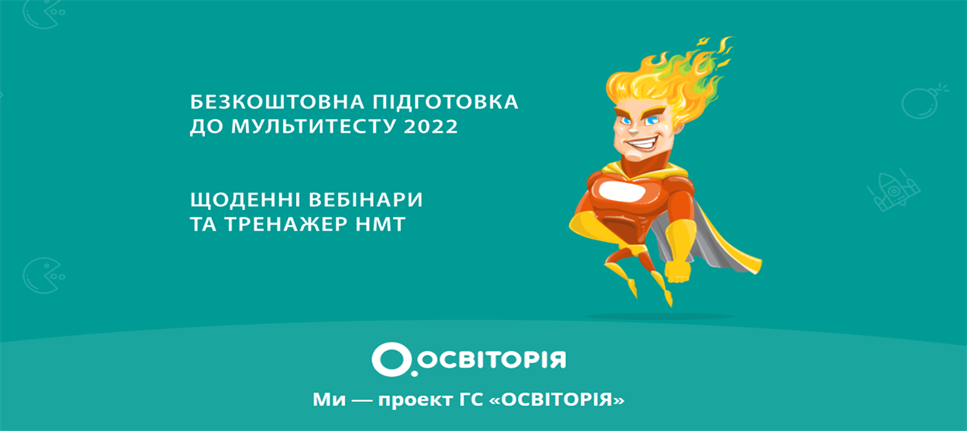 БЕЗКОШТОВНА ПІДГОТОВКА
ДО МУЛЬТИТЕСТУ 2022
ЩОДЕННІ ВЕБІНАРИ
ТА ТРЕНАЖЕР НМТ
ОСВІТОРІЯ
Ми — проект ГС «ОСВІТОРІЯ»